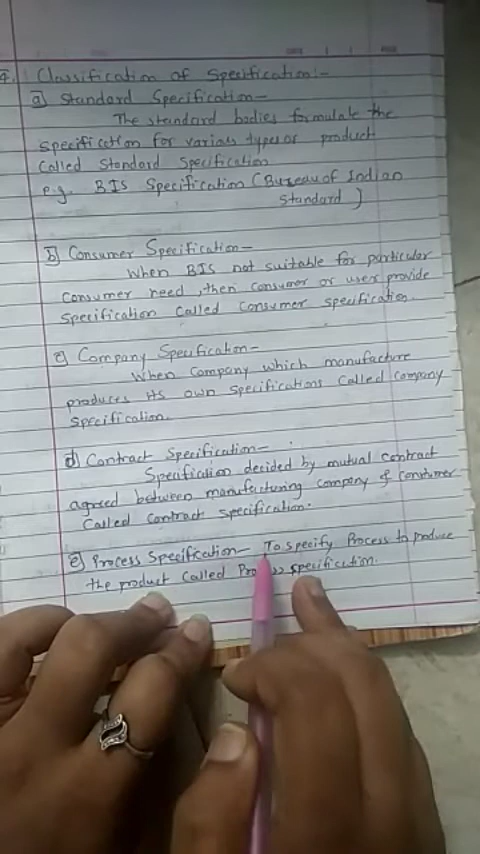 4. Classification of Specification:-
a) Standard Specification-
The standard bodies formulate the
specification for various types of product
called standard specification
e.g. BIS Specification (Bureau of Indian
Standard)
b) Consumer Specification-
When BIS not suitable for particular
consumer need, then consumer or user provide
specification called consumer specification.
c) Company Specification-
When company which manufacture
produces its own specifications called company
specification.
d) Contract Specification-
Specification decided by mutual contract
agreed between manufacturing company & consumer
called contract specification.
e) Process Specification- To specify process to produce
the product called Process specification.